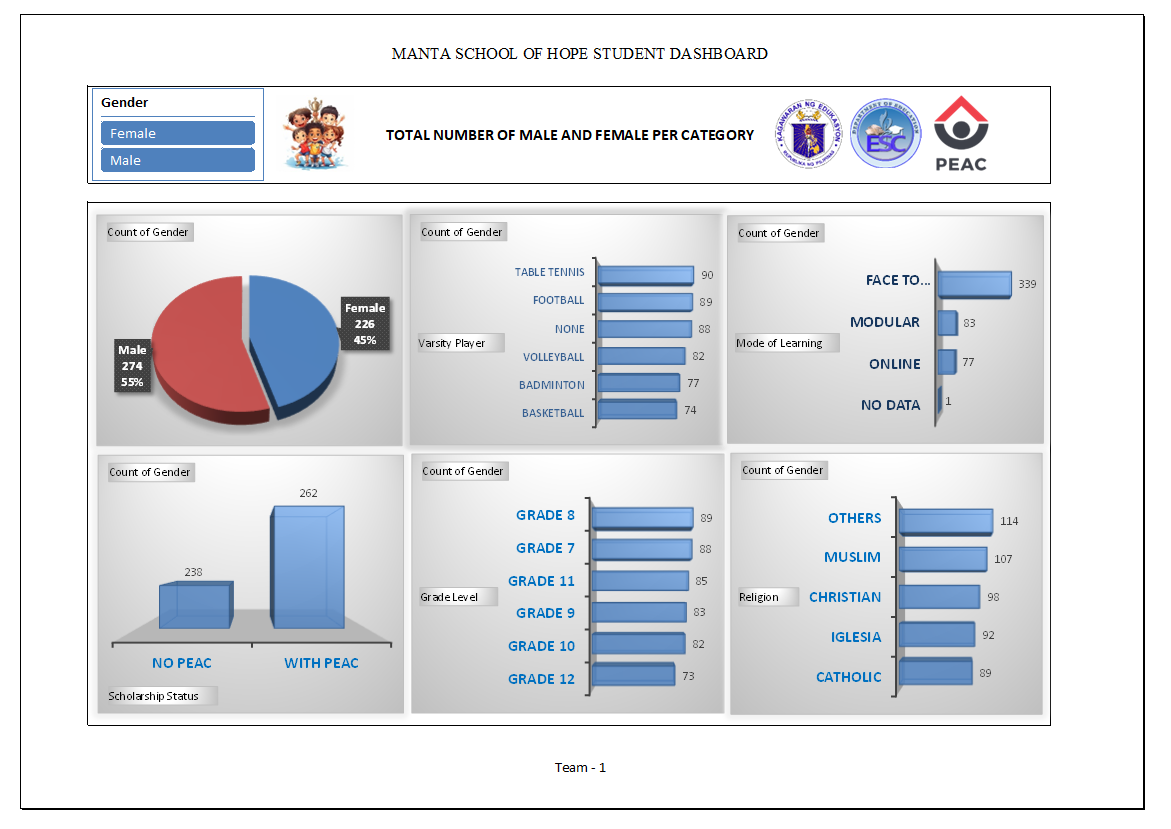 MANTA SCHOOL OF HOPE STUDENT DASHBOARD
Gender
Female
Male
TOTAL NUMBER OF MALE AND FEMALE PER CATEGORY
KAGAWARAN NG EDUKASYON
REPUBLIKA NG PILIPINAS
DEPARTMENT OF EDUCATION
ESC
PEAC
Count of Gender
Female
226
45%
Male
274
55%
Count of Gender
Varsity Player
TABLE TENNIS 90
FOOTBALL 89
NONE 88
VOLLEYBALL 82
BADMINTON 77
BASKETBALL 74
Count of Gender
Mode of Learning
FACE TO... 339
MODULAR 83
ONLINE 77
NO DATA 1
Count of Gender
238
262
NO PEAC
WITH PEAC
Scholarship Status
Count of Gender
Grade Level
GRADE 8 89
GRADE 7 88
GRADE 11 85
GRADE 9 83
GRADE 10 82
GRADE 12 73
Count of Gender
Religion
OTHERS 114
MUSLIM 107
CHRISTIAN 98
IGLESIA 92
CATHOLIC 89
Team - 1